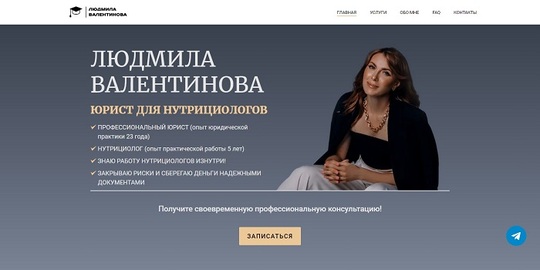 ЛЮДМИЛА
ВАЛЕНТИНОВА
ГЛАВНАЯ УСЛУГИ ОБО МНЕ FAQ КОНТАКТЫ
ЛЮДМИЛА
ВАЛЕНТИНОВА
ЮРИСТ ДЛЯ НУТРИЦИОЛОГОВ
ПРОФЕССИОНАЛЬНЫЙ ЮРИСТ (опыт юридической
практики 23 года)
НУТРИЦИОЛОГ (опыт практической работы 5 лет)
ЗНАЮ РАБОТУ НУТРИЦИОЛОГОВ ИЗНУТРИ!
ЗАКРЫВАЮ РИСКИ И СБЕРЕГАЮ ДЕНЬГИ НАДЕЖНЫМИ
ДОКУМЕНТАМИ
Получите своевременную профессиональную консультацию!
ЗАПИСАТЬСЯ